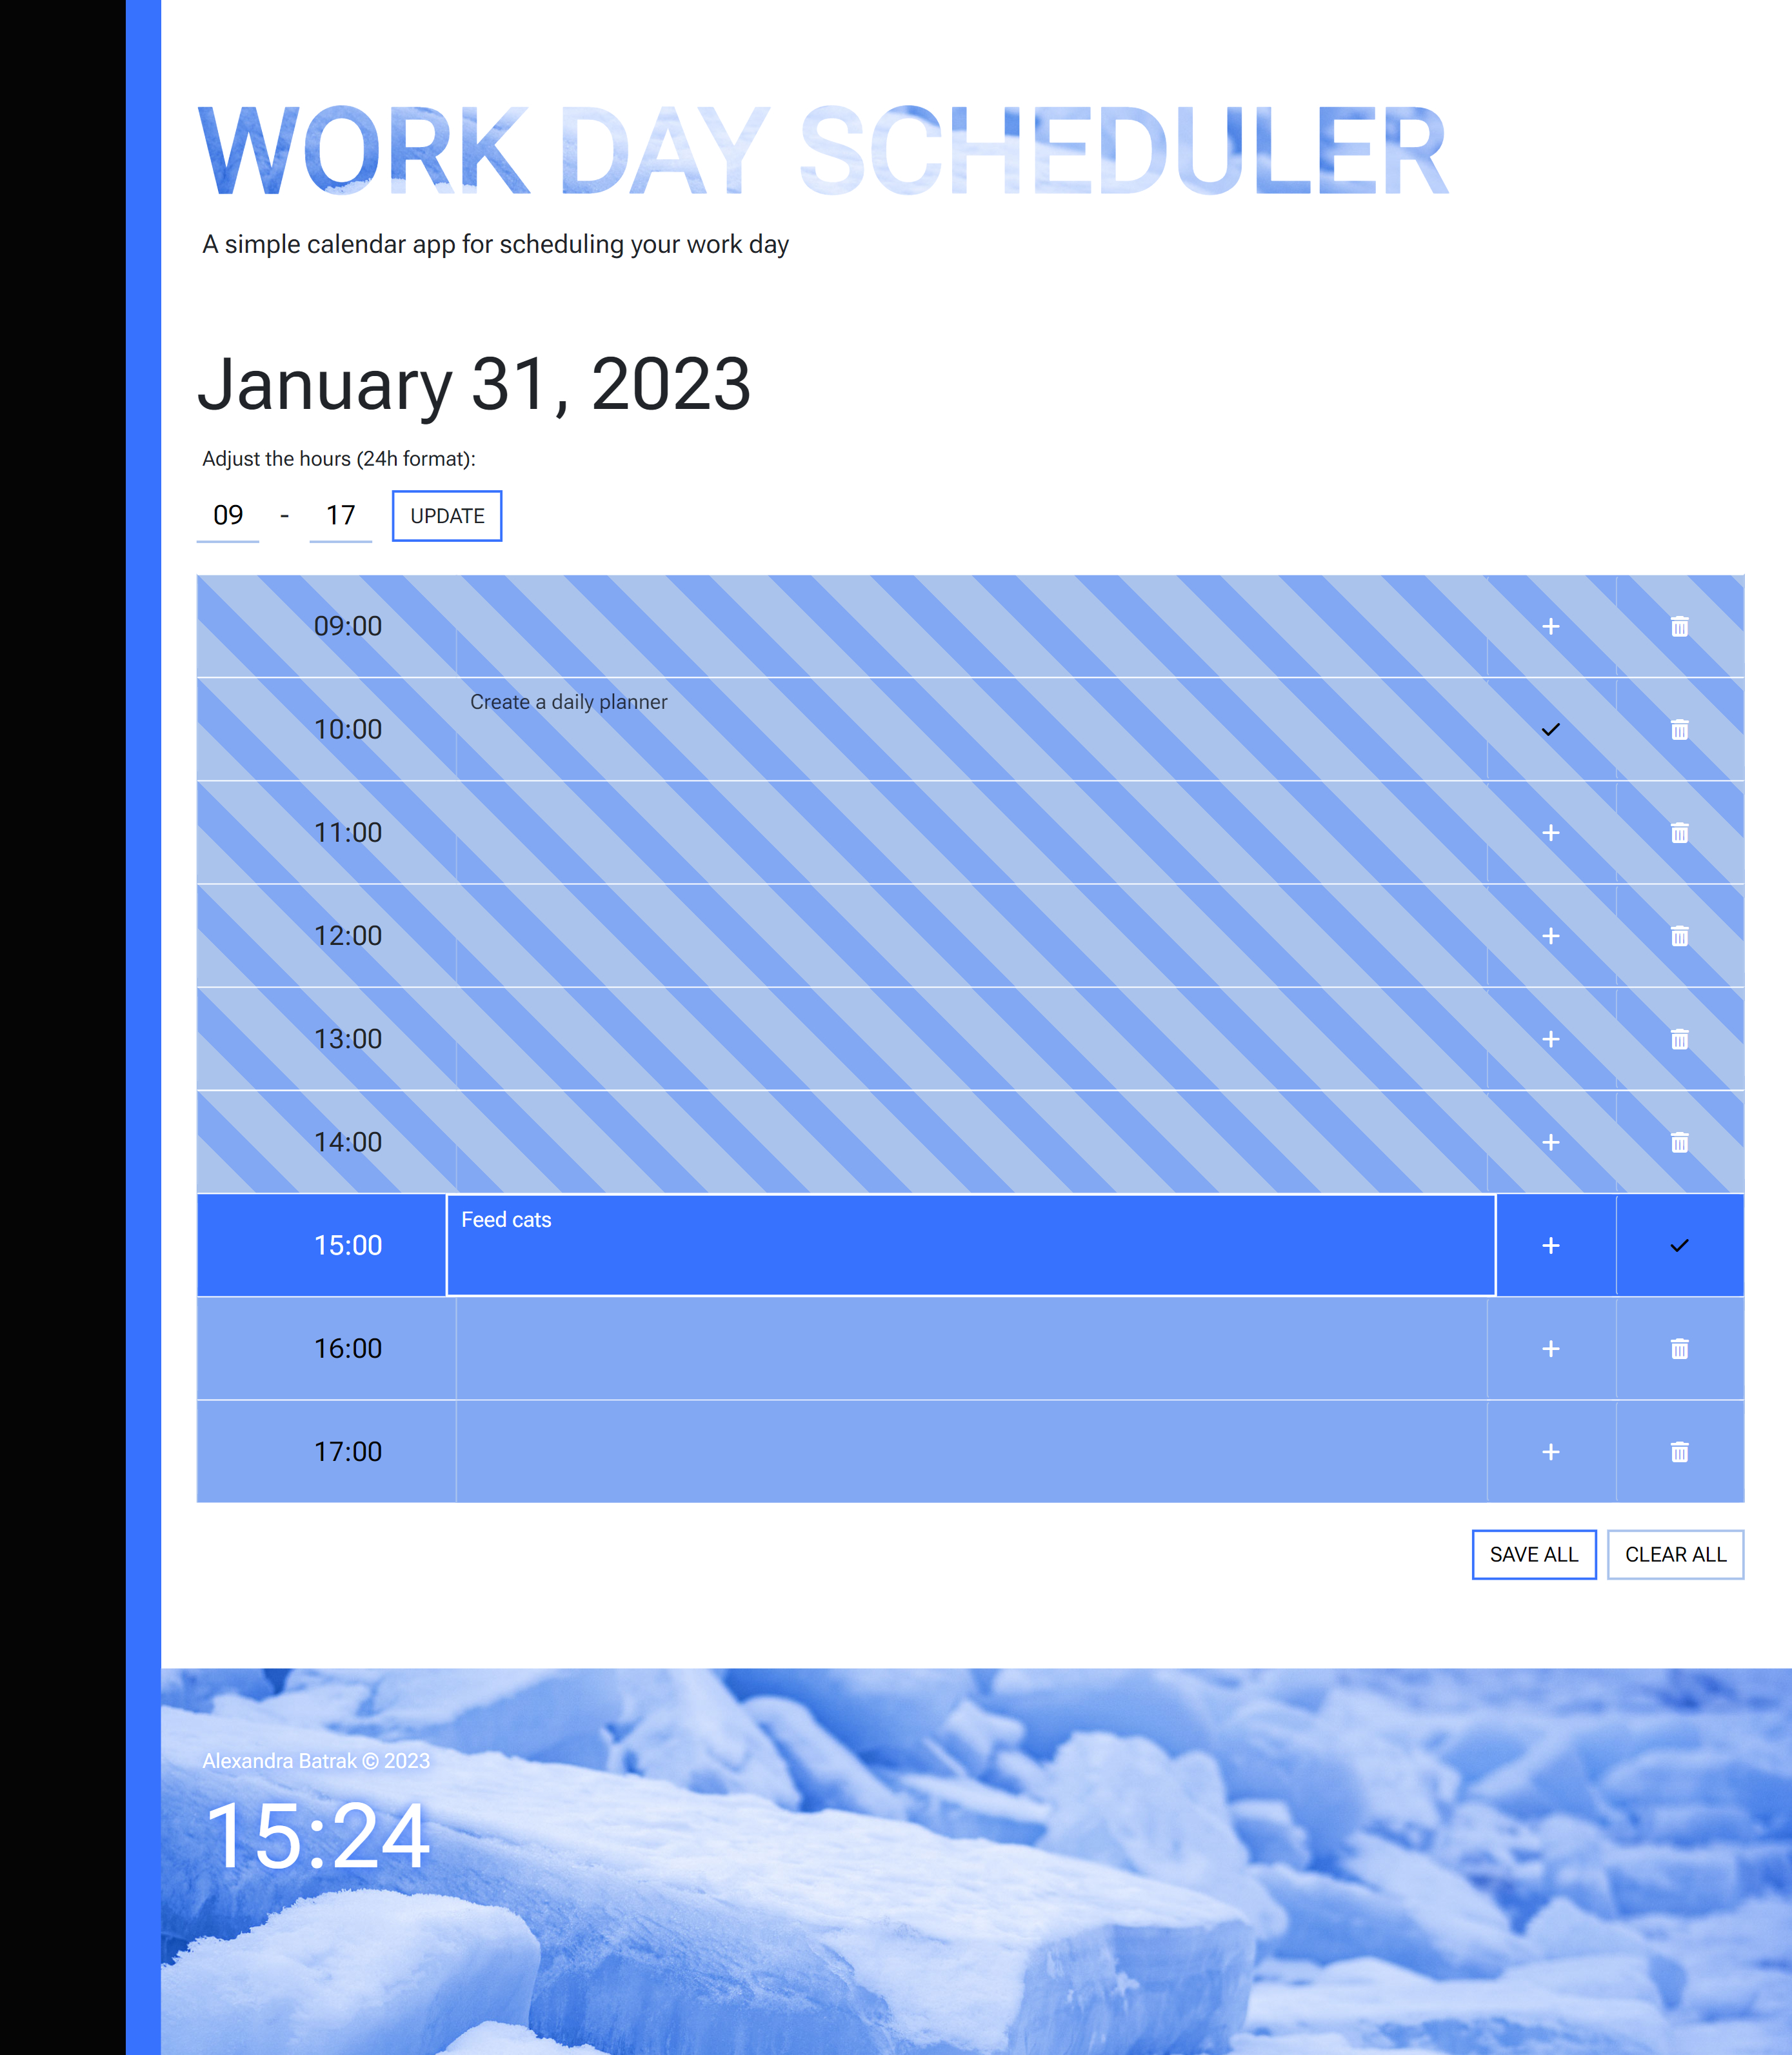 WORK DAY SCHEDULER
A simple calendar app for scheduling your work day
January 31, 2023
Adjust the hours (24h format):
09 - 17 UPDATE
09:00
Create a daily planner
10:00
11:00
12:00
13:00
14:00
Feed cats
15:00
16:00
17:00
SAVE ALL CLEAR ALL
Alexandra Batrak © 2023
15:24